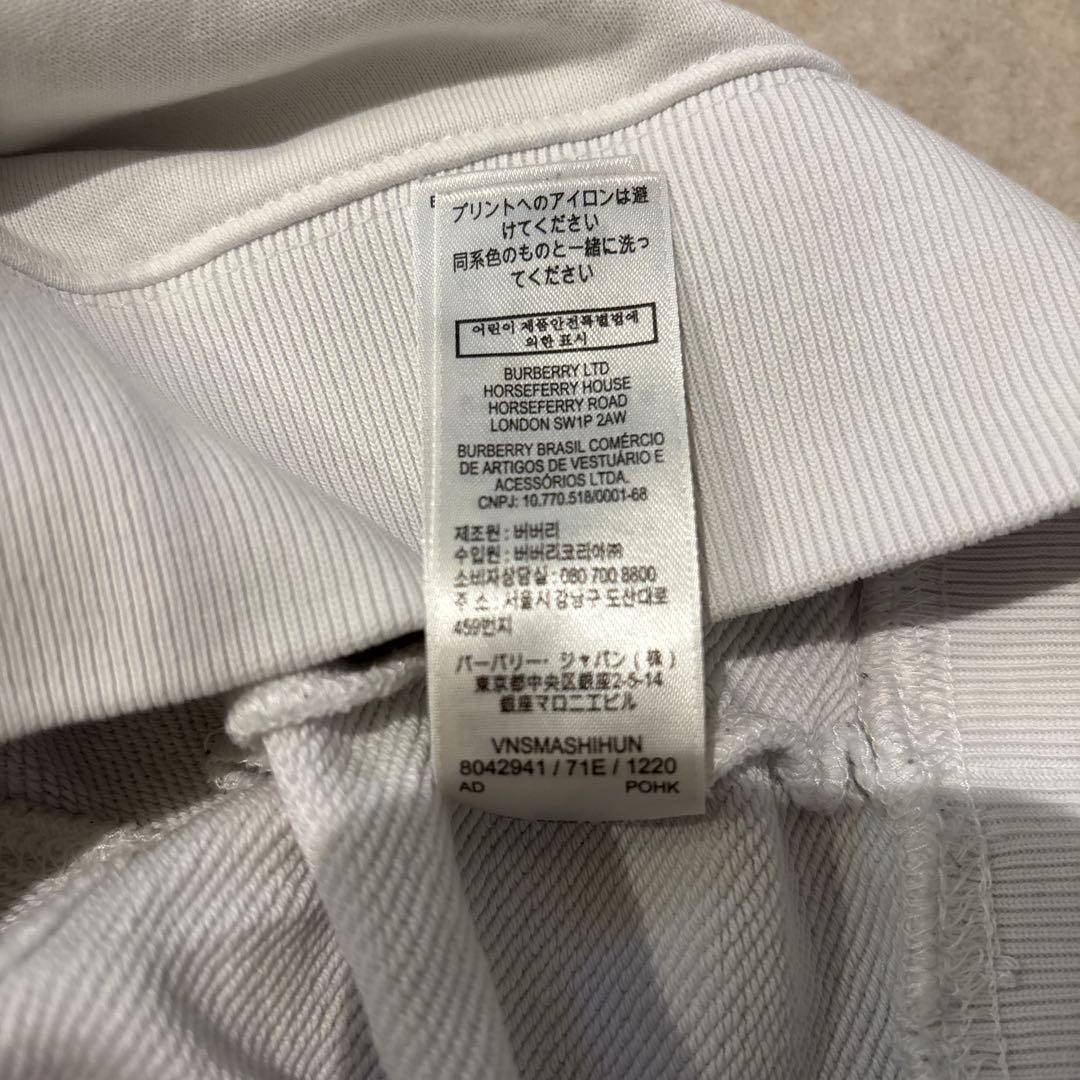 プリントへのアイロンは避
けてください
同系色のものと一緒に洗っ
てください
어린이 제품안전특별법에
의한 표시
BURBERRY LTD
HORSEFERRY HOUSE
HORSEFERRY ROAD
LONDON SW1P 2AW
BURBERRY BRASIL COMÉRCIO
DE ARTIGOS DE VESTUÁRIO E
ACESSÓRIOS LTDA.
CNPJ: 10.770.518/0001-68
제조원 : 버버리
수입원 : 버버리코리아㈜
소비자상담실 : 080 700 8800
주 소 : 서울시 강남구 도산대로
459번지
バーバリー・ジャパン(株)
東京都中央区銀座2-5-14
銀座マロニエビル
VNSMASHIHUN
8042941 / 71E / 1220
AD POHK